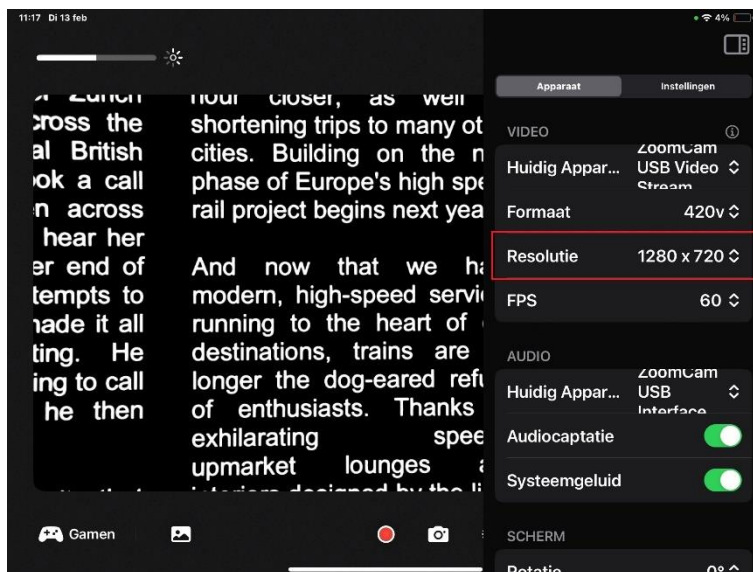 11:17 Di 13 feb
4%
cross the
al British
ook a call
n across
hear her
er end of
tempts to
nade it all
ting. He
ing to call
he then
hour closer, as well
shortening trips to many ot
cities. Building on the n
phase of Europe's high spe
rail project begins next yea
And now that we ha
modern, high-speed servi
running to the heart of
destinations, trains are
longer the dog-eared refu
of enthusiasts. Thanks
exhilarating spee
upmarket lounges a
Gamen
Apparaat Instellingen
VIDEO
Huidig Appar... ZoomCam
USB Video
Stream
Formaat 420v
Resolutie 1280 x 720
FPS 60
AUDIO
Huidig Appar... ZoomCam
USB
Interface
Audiocaptatie
Systeemgeluid
SCHERM
Rotatie 0°